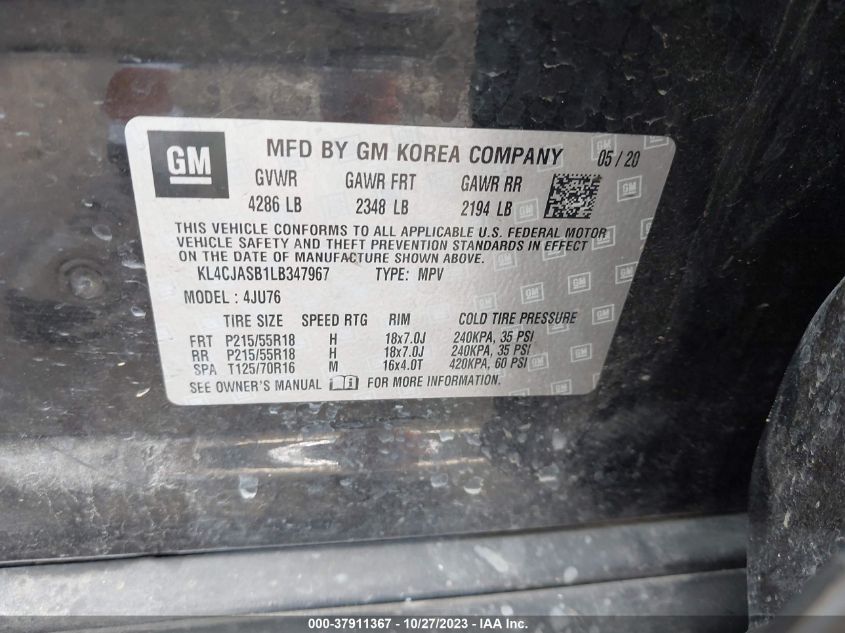 GM MFD BY GM KOREA COMPANY 05/20
GVWR GAWR FRT GAWR RR
4286 LB 2348 LB 2194 LB
THIS VEHICLE CONFORMS TO ALL APPLICABLE U.S. FEDERAL MOTOR
VEHICLE SAFETY AND THEFT PREVENTION STANDARDS IN EFFECT
ON THE DATE OF MANUFACTURE SHOWN ABOVE.
KL4CJASB1LB347967 TYPE: MPV
MODEL: 4JU76
TIRE SIZE SPEED RTG RIM COLD TIRE PRESSURE
FRT P215/55R18 H 18x7.0J 240KPA, 35 PSI
RR P215/55R18 H 18x7.0J 240KPA, 35 PSI
SPA T125/70R16 M 16x4.0T 420KPA, 60 PSI
SEE OWNER'S MANUAL FOR MORE INFORMATION.
000-37911367 - 10/27/2023 - IAA Inc.